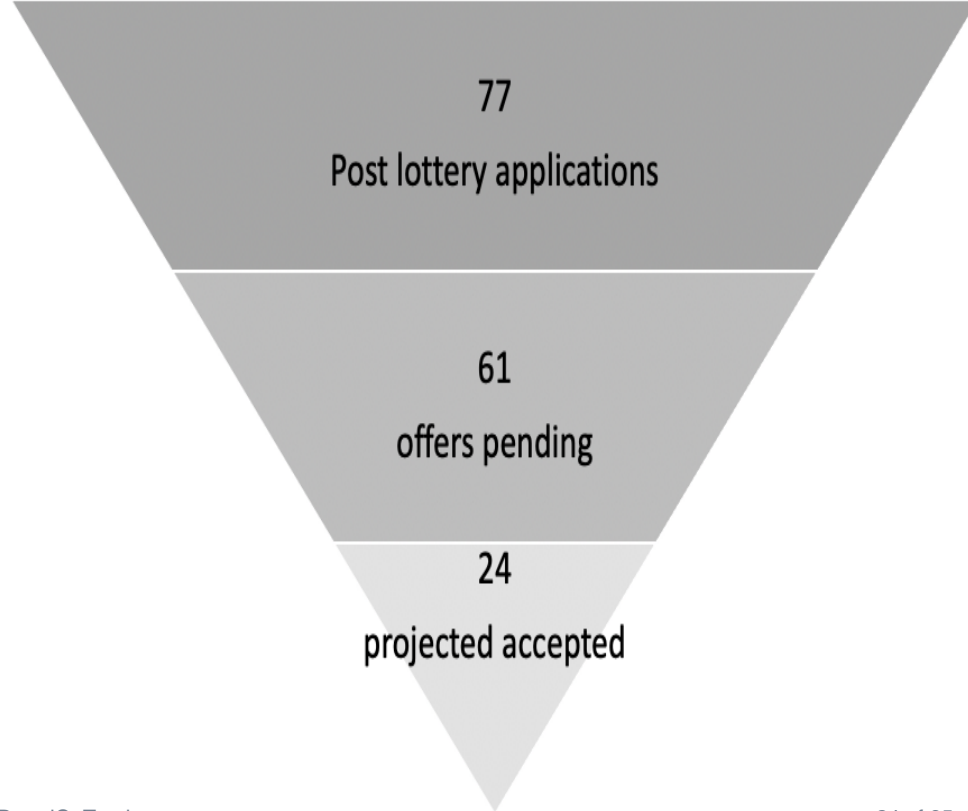 77
Post lottery applications
61
offers pending
24
projected accepted